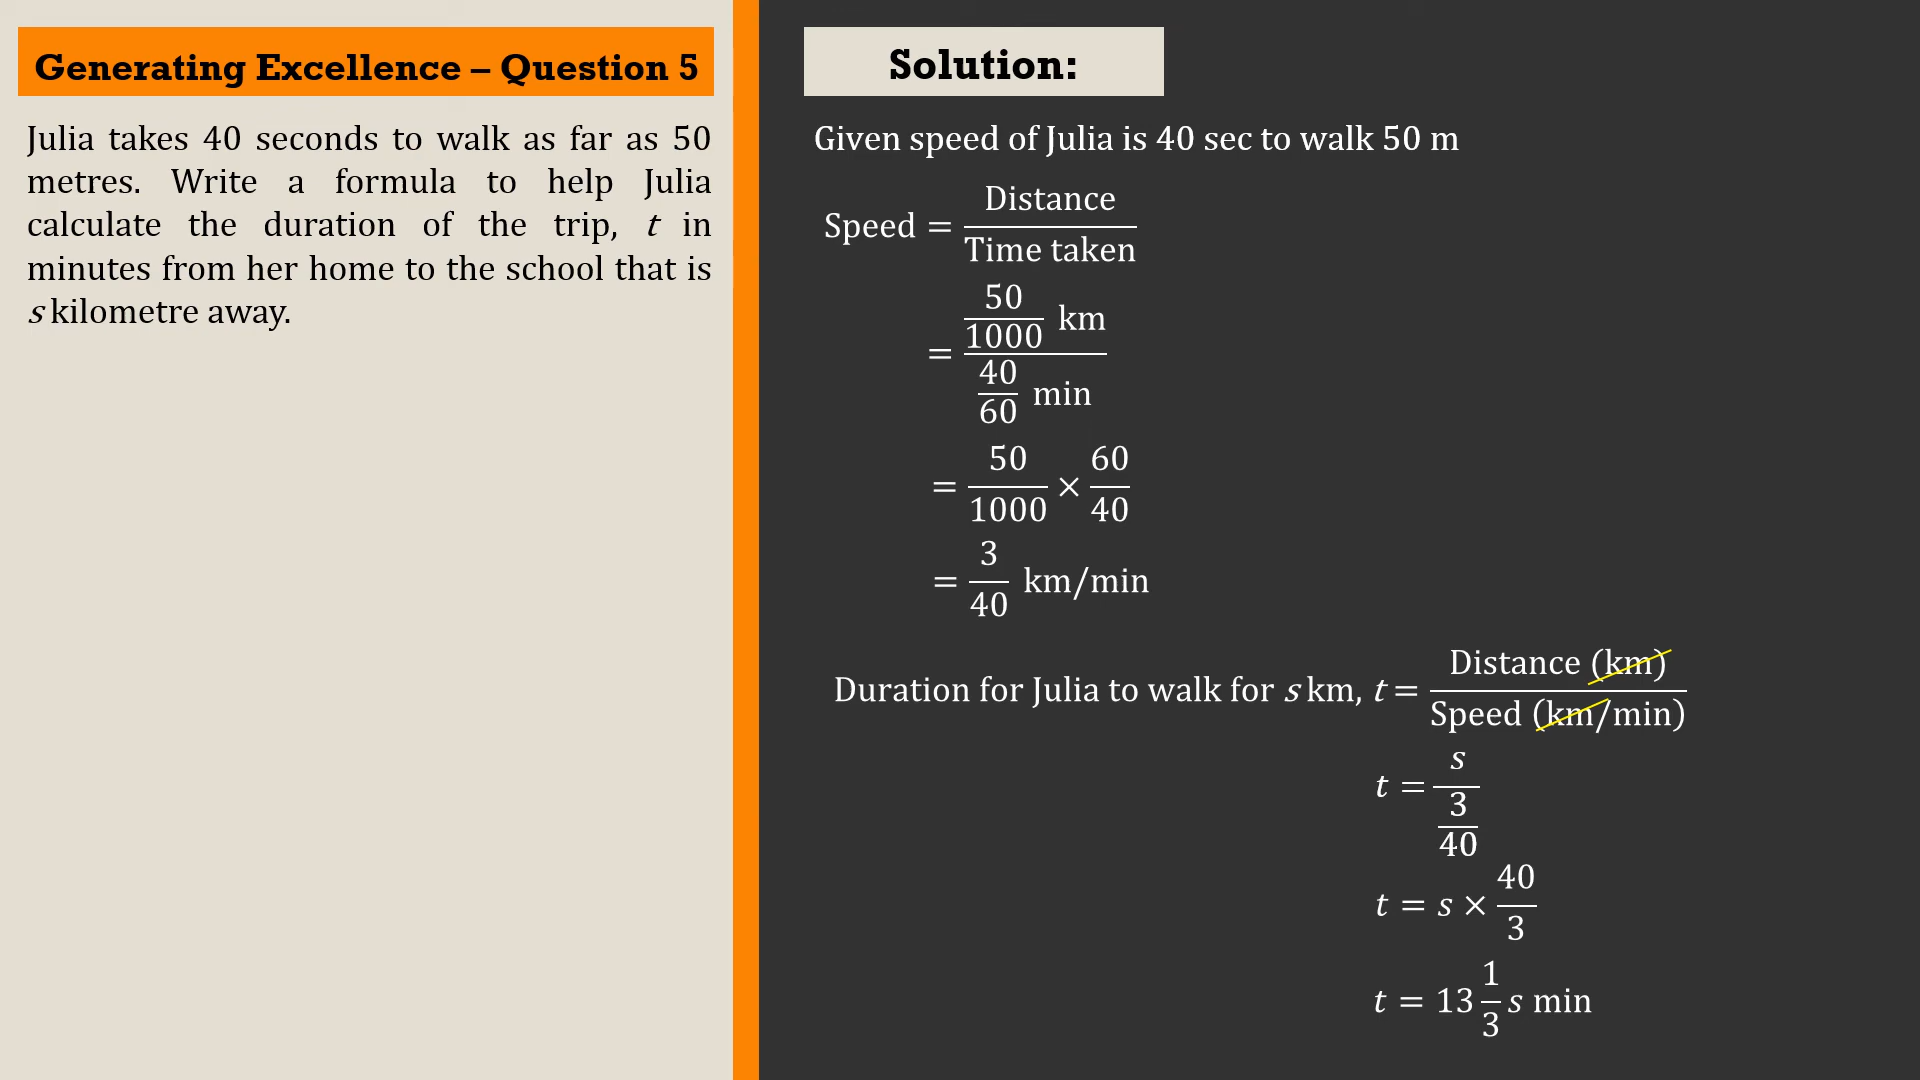 Generating Excellence – Question 5
Julia takes 40 seconds to walk as far as 50
metres. Write a formula to help Julia
calculate the duration of the trip, t in
minutes from her home to the school that is
s kilometre away.
Solution:
Given speed of Julia is 40 sec to walk 50 m
Speed = Distance / Time taken
= (50/1000 km) / (40/60 min)
= 50/1000 × 60/40
= 3/40 km/min
Duration for Julia to walk for s km, t = Distance (km) / Speed (km/min)
t = s / (3/40)
t = s × 40/3
t = 13 1/3 s min